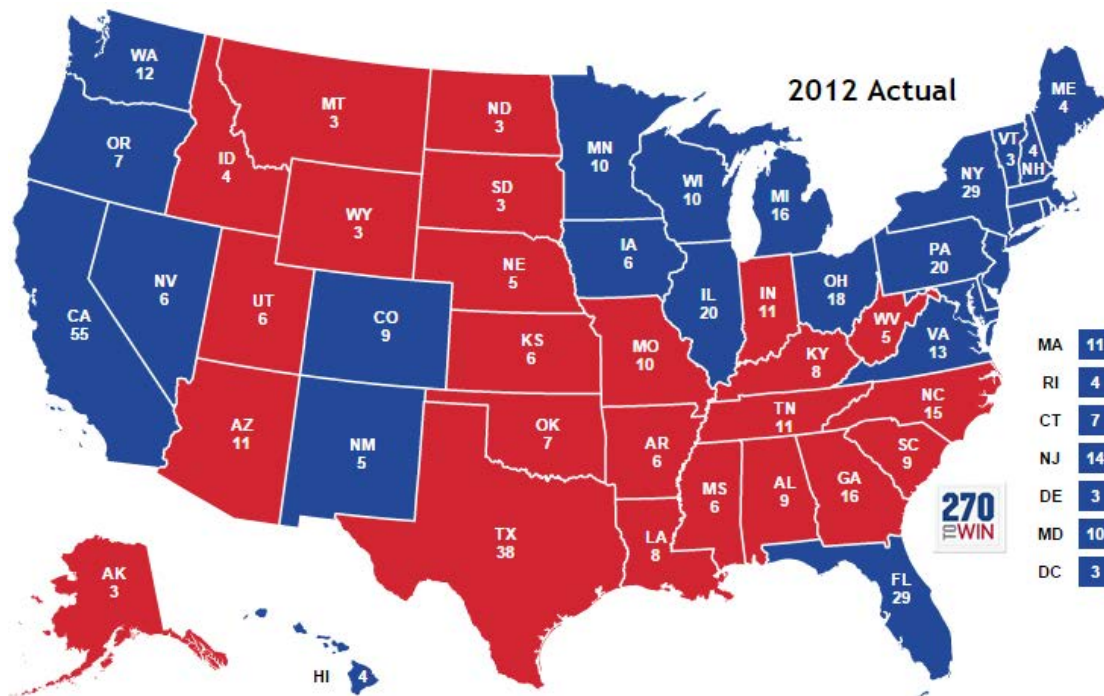 2012 Actual
WA
12
OR
7
CA
55
NV
6
ID
4
MT
3
WY
3
UT
6
AZ
11
CO
9
NM
5
ND
3
SD
3
NE
5
KS
6
OK
7
TX
38
MN
10
IA
6
MO
10
AR
6
LA
8
WI
10
IL
20
MI
16
IN
11
OH
18
KY
8
TN
11
MS
6
AL
9
GA
16
FL
29
SC
9
NC
15
VA
13
WV
5
PA
20
NY
29
VT
3
4
NH
ME
4
MA 11
RI 4
CT 7
NJ 14
DE 3
MD 10
DC 3
270
TO WIN
AK
3
HI 4